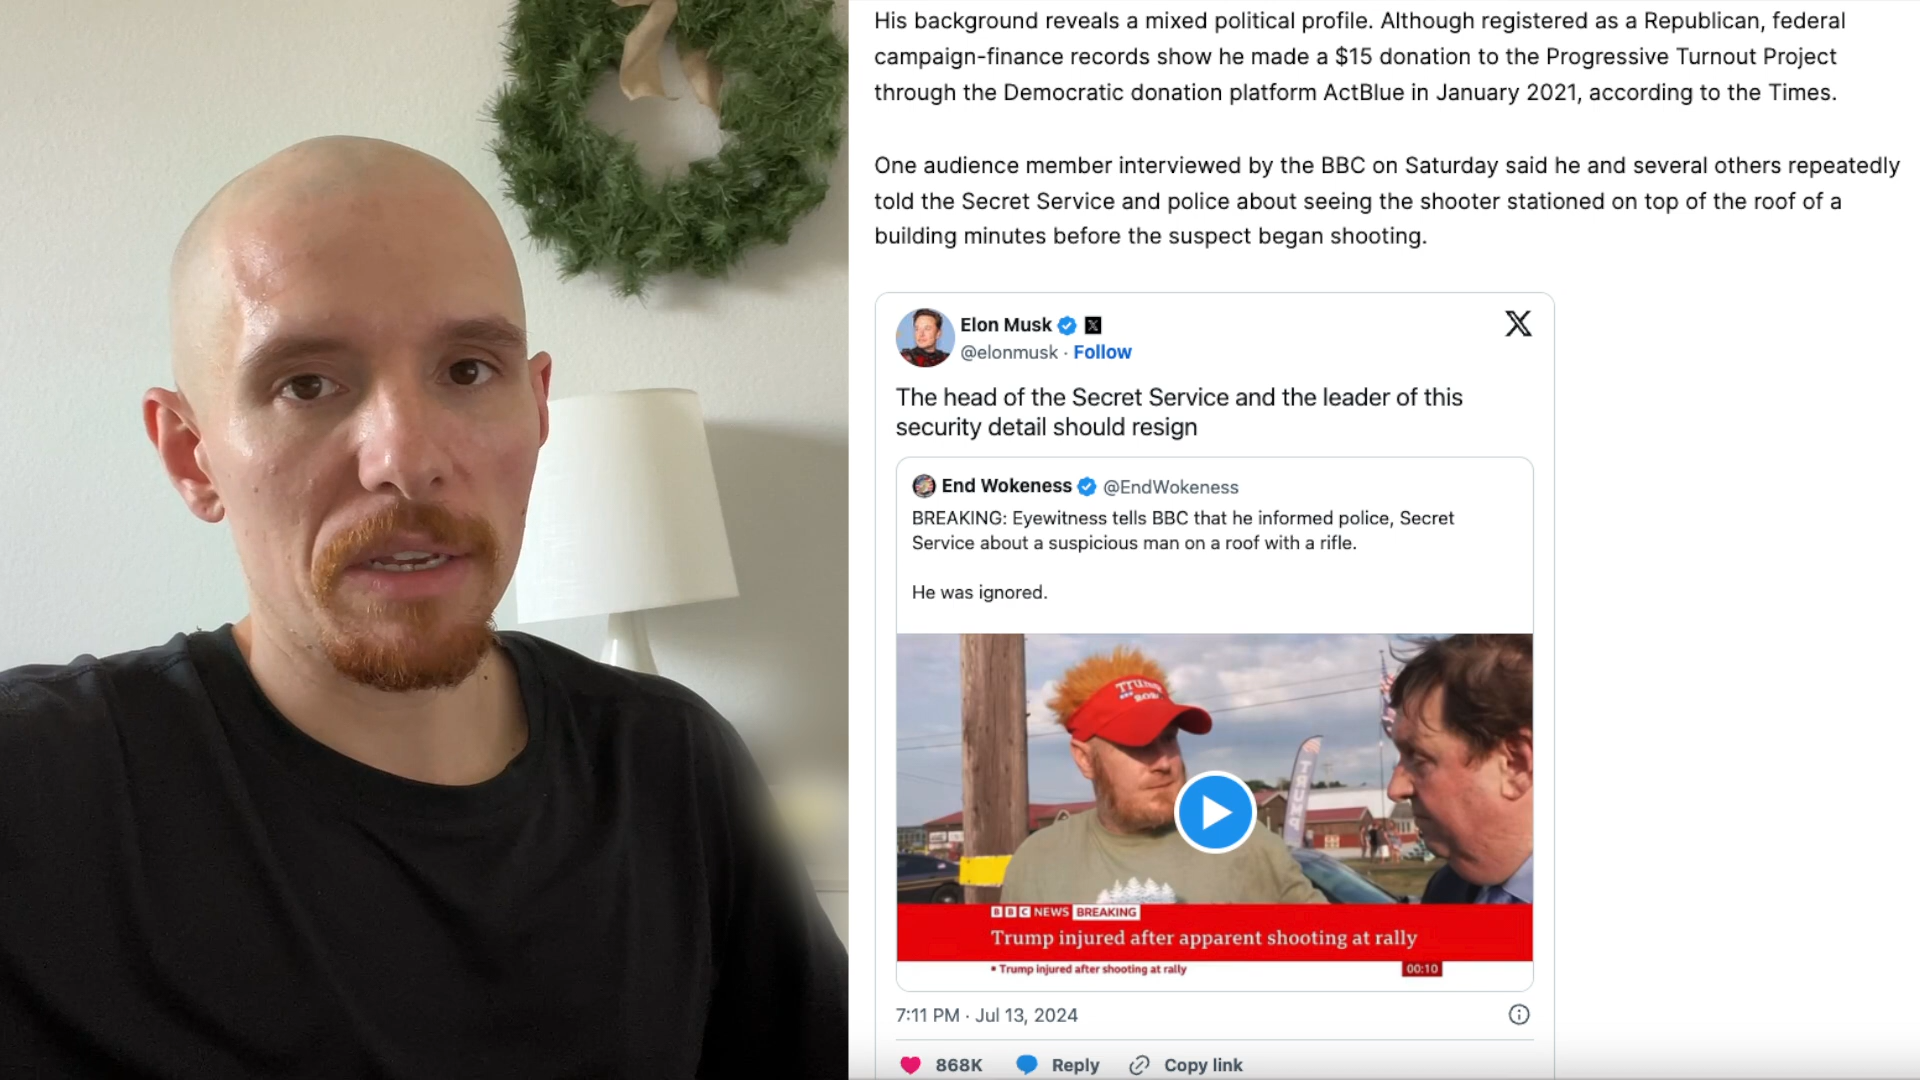 His background reveals a mixed political profile. Although registered as a Republican, federal
campaign-finance records show he made a $15 donation to the Progressive Turnout Project
through the Democratic donation platform ActBlue in January 2021, according to the Times.
One audience member interviewed by the BBC on Saturday said he and several others repeatedly
told the Secret Service and police about seeing the shooter stationed on top of the roof of a
building minutes before the suspect began shooting.
Elon Musk
@elonmusk · Follow
The head of the Secret Service and the leader of this
security detail should resign
End Wokeness @EndWokeness
BREAKING: Eyewitness tells BBC that he informed police, Secret
Service about a suspicious man on a roof with a rifle.
He was ignored.
TRUMP
TRUMP
BBC NEWS BREAKING
Trump injured after apparent shooting at rally
Trump injured after shooting at rally
00:10
7:11 PM · Jul 13, 2024
868K Reply Copy link